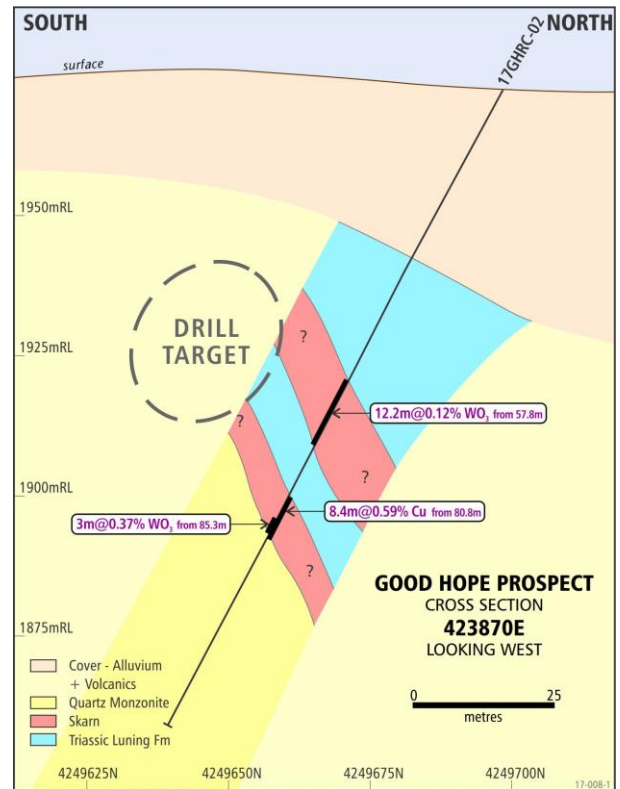 SOUTH
NORTH
surface
17GHRC-02
1950mRL
DRILL
TARGET
1925mRL
?
12.2m@0.12% WO₃ from 57.8m
?
?
1900mRL
8.4m@0.59% Cu from 80.8m
3m@0.37% WO₃ from 85.3m
?
GOOD HOPE PROSPECT
CROSS SECTION
423870E
LOOKING WEST
1875mRL
Cover - Alluvium
+ Volcanics
Quartz Monzonite
Skarn
Triassic Luning Fm
0 25
metres
4249625N 4249650N 4249675N 4249700N
17-008-1